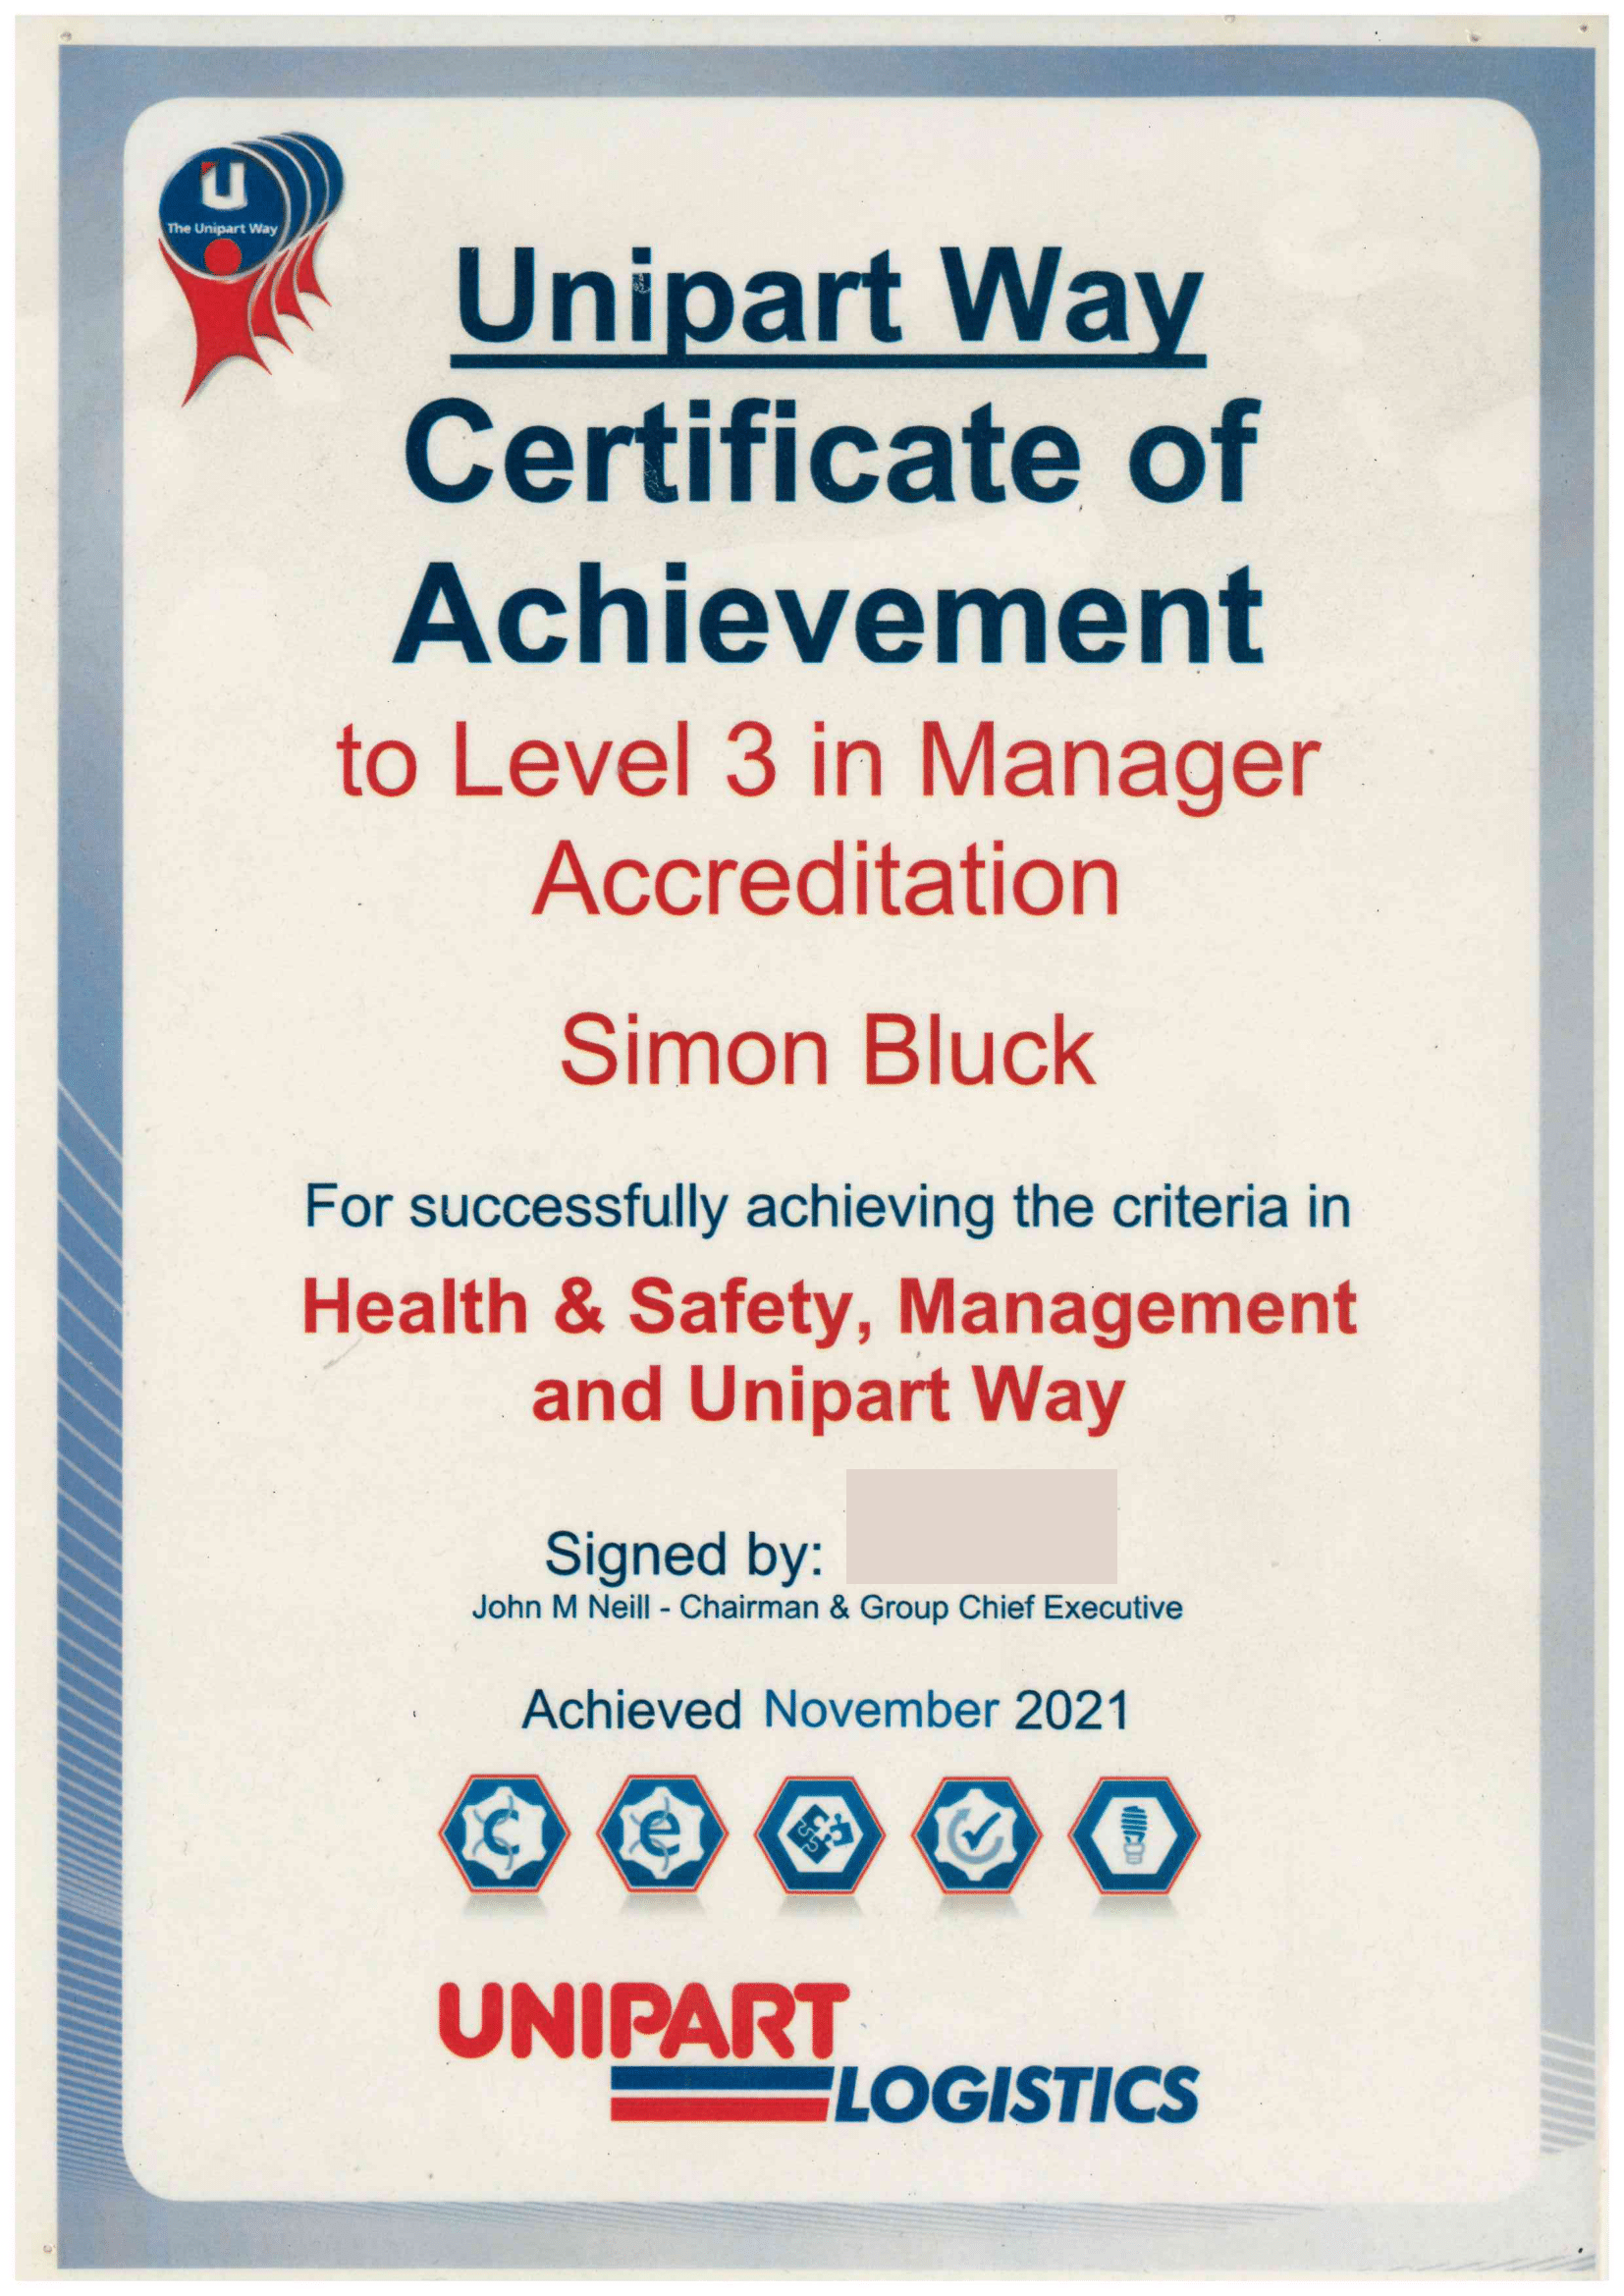 U
The Unipart Way
Unipart Way
Certificate of
Achievement
to Level 3 in Manager
Accreditation
Simon Bluck
For successfully achieving the criteria in
Health & Safety, Management
and Unipart Way
Signed by:
John M Neill - Chairman & Group Chief Executive
Achieved November 2021
c e
UNIPART
LOGISTICS